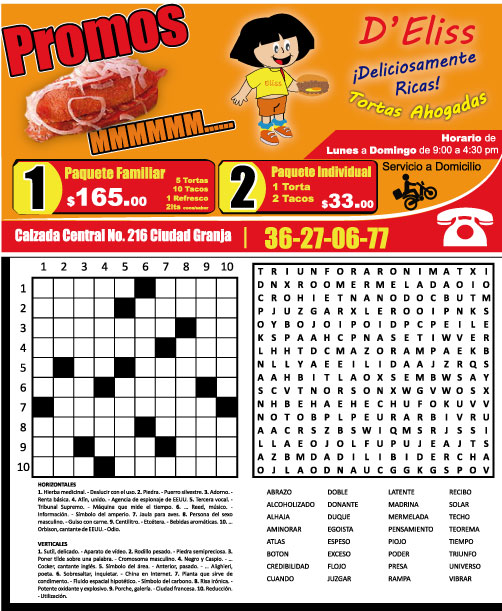 Promos
MMMMMM......
Eliss
D'Eliss
¡Deliciosamente
Ricas!
Tortas Ahogadas
Horario de
Lunes a Domingo de 9:00 a 4:30 pm
1
Paquete Familiar
$165.00
5 Tortas
10 Tacos
1 Refresco
2lts
2
Paquete Individual
1 Torta
2 Tacos
$33.00
Servicio a Domicilio
Calzada Central No. 216 Ciudad Granja | 36-27-06-77
1 2 3 4 5 6 7 8 9 10
1
2
3
4
5
6
7
8
9
10
T R I U N F O R A R O N I M A T X I
D N X R O O M E R M E L A D A O I O
C R O H I E T N A N O D O C B U T M
P J U Z G A R X L E R O O I P N K S
O Y B O J O I P O I D P C P E I L E
K S P A A H C P N A S E T I W V E R
L H H T D C M A Z O R A M P A E K B
N L L Y A E E I L I D A A J Z R Q S
A A H B I T L A O X S E M B W S A Y
S C V T N O R S O N X W G V W O S X
N H B E H A E H E C H U F O K U V V
N O T O B P L P E U R A R B I V R U
A A C R S Z B S W I Q M S R J S S I
L L A E O J O L F U P U J E A J T S
A Z B M D A D I L I B I D E R C H A
O J L A O D N A U C G G K G S P O V
HORIZONTALES
1. Hierba medicinal. - Deslucir con el uso. 2. Piedra. - Puerro silvestre. 3. Adorno. -
Renta básica. 4. Afín, unido. - Agencia de espionaje de EEUU. 5. Tercera vocal. -
Tribunal Supremo. - Máquina que mide el tiempo. 6. ... Reed, músico. -
Información. - Símbolo del amperio. 7. Jaula para aves. 8. Persona del sexo
masculino. - Guiso con carne. 9. Centilitro. - Etcétera. - Bebidas aromáticas. 10. ...
Orbison, cantante de EEUU. - Odio.
VERTICALES
1. Sutil, delicado. - Aparato de vídeo. 2. Rodillo pesado. - Piedra semipreciosa. 3.
Poner tilde sobre una palabra. - Cromosoma masculino. 4. Negro y Caspio. - ...
Cocker, cantante inglés. 5. Símbolo del área. - Anterior, pasado. - ... Alighieri,
poeta. 6. Sobresaltar, inquietar. - China en Internet. 7. Planta que sirve de
condimento. - Fluido espacial hipotético. - Símbolo del carbono. 8. Risa irónica. -
Potente oxidante y explosivo. 9. Porche, galería. - Ciudad francesa. 10. Reducción.
- Utilización.
ABRAZO DOBLE LATENTE RECIBO
ALCOHOLIZADO DONANTE MADRINA SOLAR
ALHAJA DUQUE MERMELADA TECHO
AMINORAR EGOISTA PENSAMIENTO TEOREMA
ATLAS ESPESO PIOJO TIEMPO
BOTON EXCESO PODER TRIUNFO
CREDIBILIDAD FLOJO PRESA UNIVERSO
CUANDO JUZGAR RAMPA VIBRAR